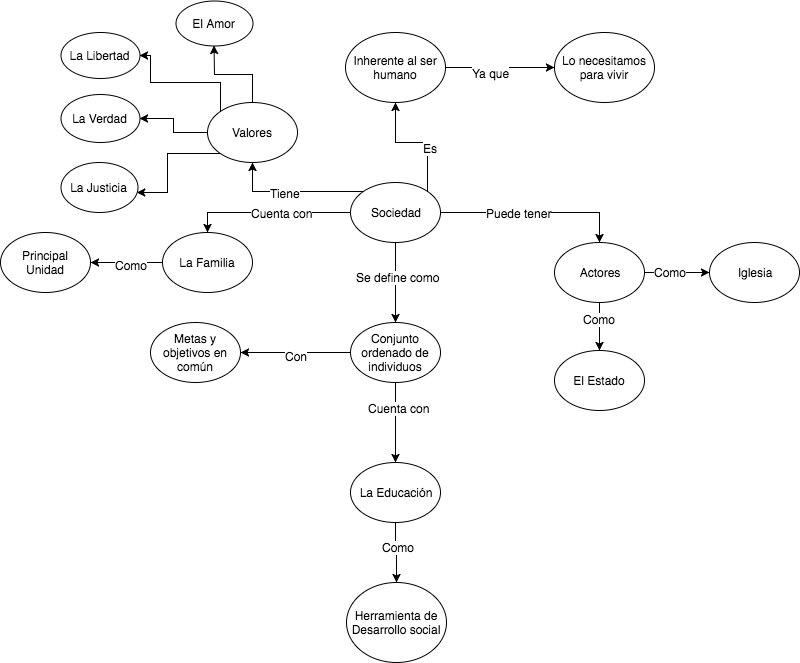 El Amor
La Libertad
Inherente al ser
humano
Ya que
Lo necesitamos
para vivir
La Verdad
Valores
Es
La Justicia
Tiene
Cuenta con
Sociedad
Puede tener
Principal
Unidad
Como
La Familia
Se define como
Actores
Como
Iglesia
Como
Metas y
objetivos en
común
Con
Conjunto
ordenado de
individuos
El Estado
Cuenta con
La Educación
Como
Herramienta de
Desarrollo social